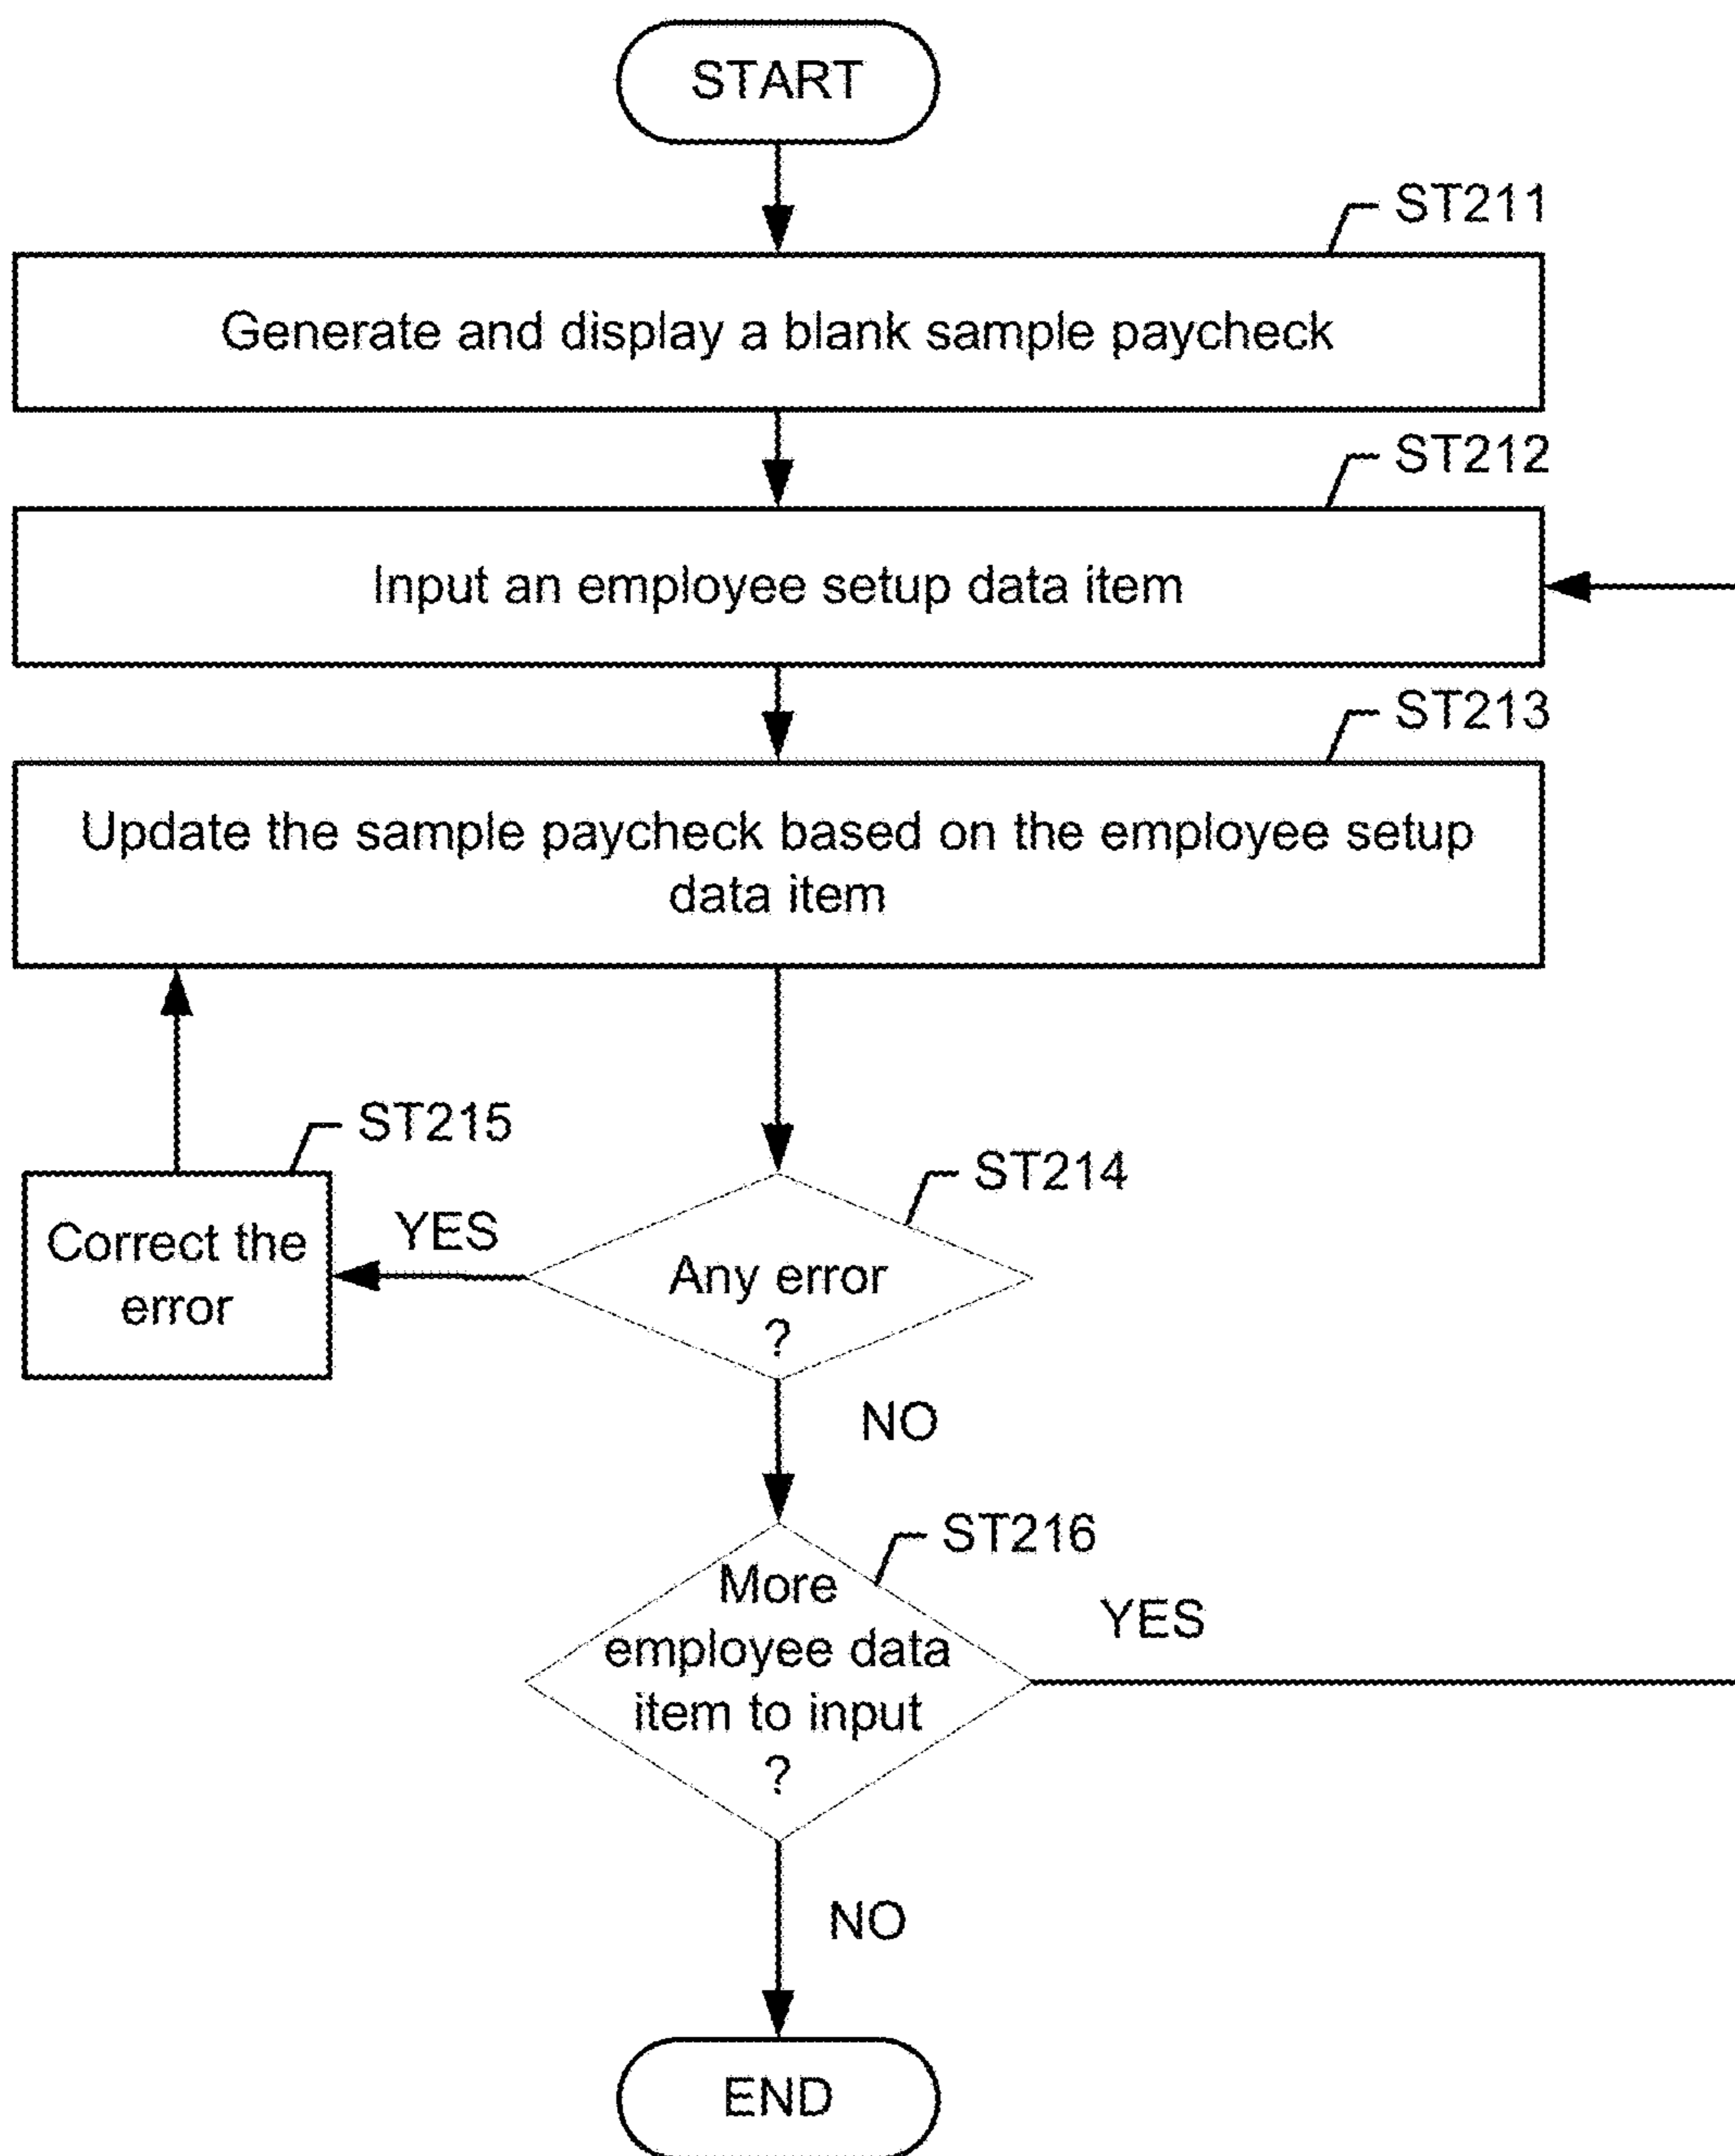 START
ST211
Generate and display a blank sample paycheck
ST212
Input an employee setup data item
ST213
Update the sample paycheck based on the employee setup
data item
ST215
ST214
Correct the
error
YES
Any error
?
NO
ST216
More
employee data
item to input
?
YES
NO
END